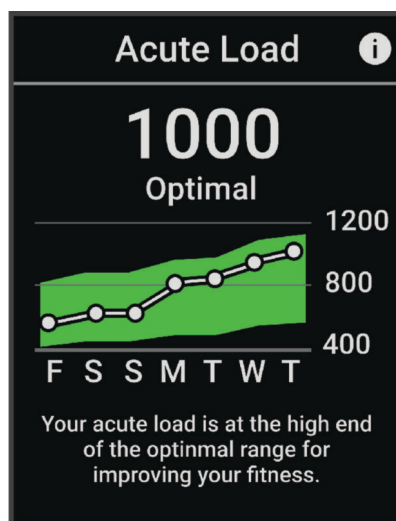 Acute Load i
1000
Optimal
1200
800
400
F S S M T W T
Your acute load is at the high end
of the optinmal range for
improving your fitness.